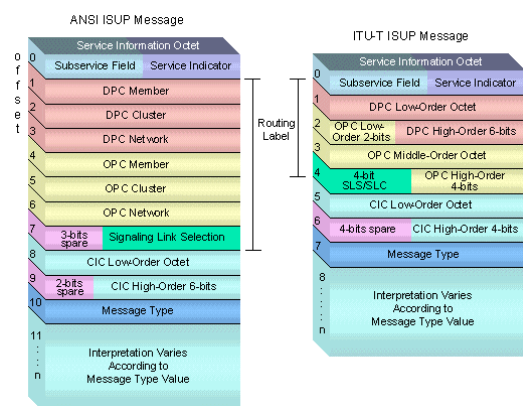 ANSI ISUP Message
offset
Service Information Octet
0
Subservice Field
Service Indicator
1
DPC Member
2
DPC Cluster
3
DPC Network
4
OPC Member
5
OPC Cluster
6
OPC Network
7
3-bits
spare
Signaling Link Selection
8
CIC Low-Order Octet
9
2-bits
spare
CIC High-Order 6-bits
10
Message Type
11
:
:
n
Interpretation Varies
According to
Message Type Value
Routing
Label
ITU-T ISUP Message
Service Information Octet
0
Subservice Field
Service Indicator
1
DPC Low-Order Octet
2
OPC Low-
Order 2-bits
DPC High-Order 6-bits
3
OPC Middle-Order Octet
4
4-bit
SLS/SLC
OPC High-Order
4-bits
5
CIC Low-Order Octet
6
4-bits spare
CIC High-Order 4-bits
7
Message Type
8
:
:
n
Interpretation Varies
According to
Message Type Value